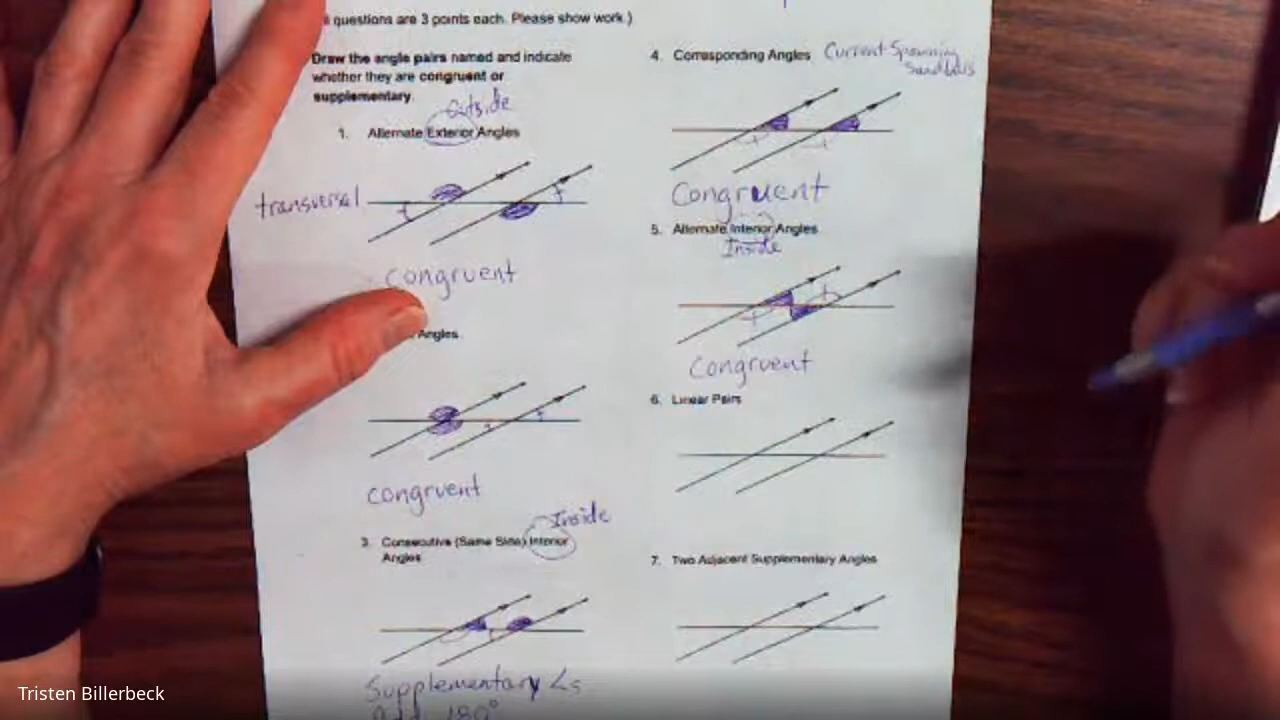 questions are 3 points each. Please show work.)
Draw the angle pairs named and indicate
whether they are congruent or
supplementary.
outside
1. Alternate Exterior Angles
transversal
congruent
Angles
congruent
Inside
3. Consecutive (Same Side) Interior
Angles
Supplementary ∠s
Add 180°
4. Corresponding Angles
Congruent
5. Alternate Interior Angles
Inside
Congruent
6. Linear Pairs
7. Two Adjacent Supplementary Angles
Tristen Billerbeck